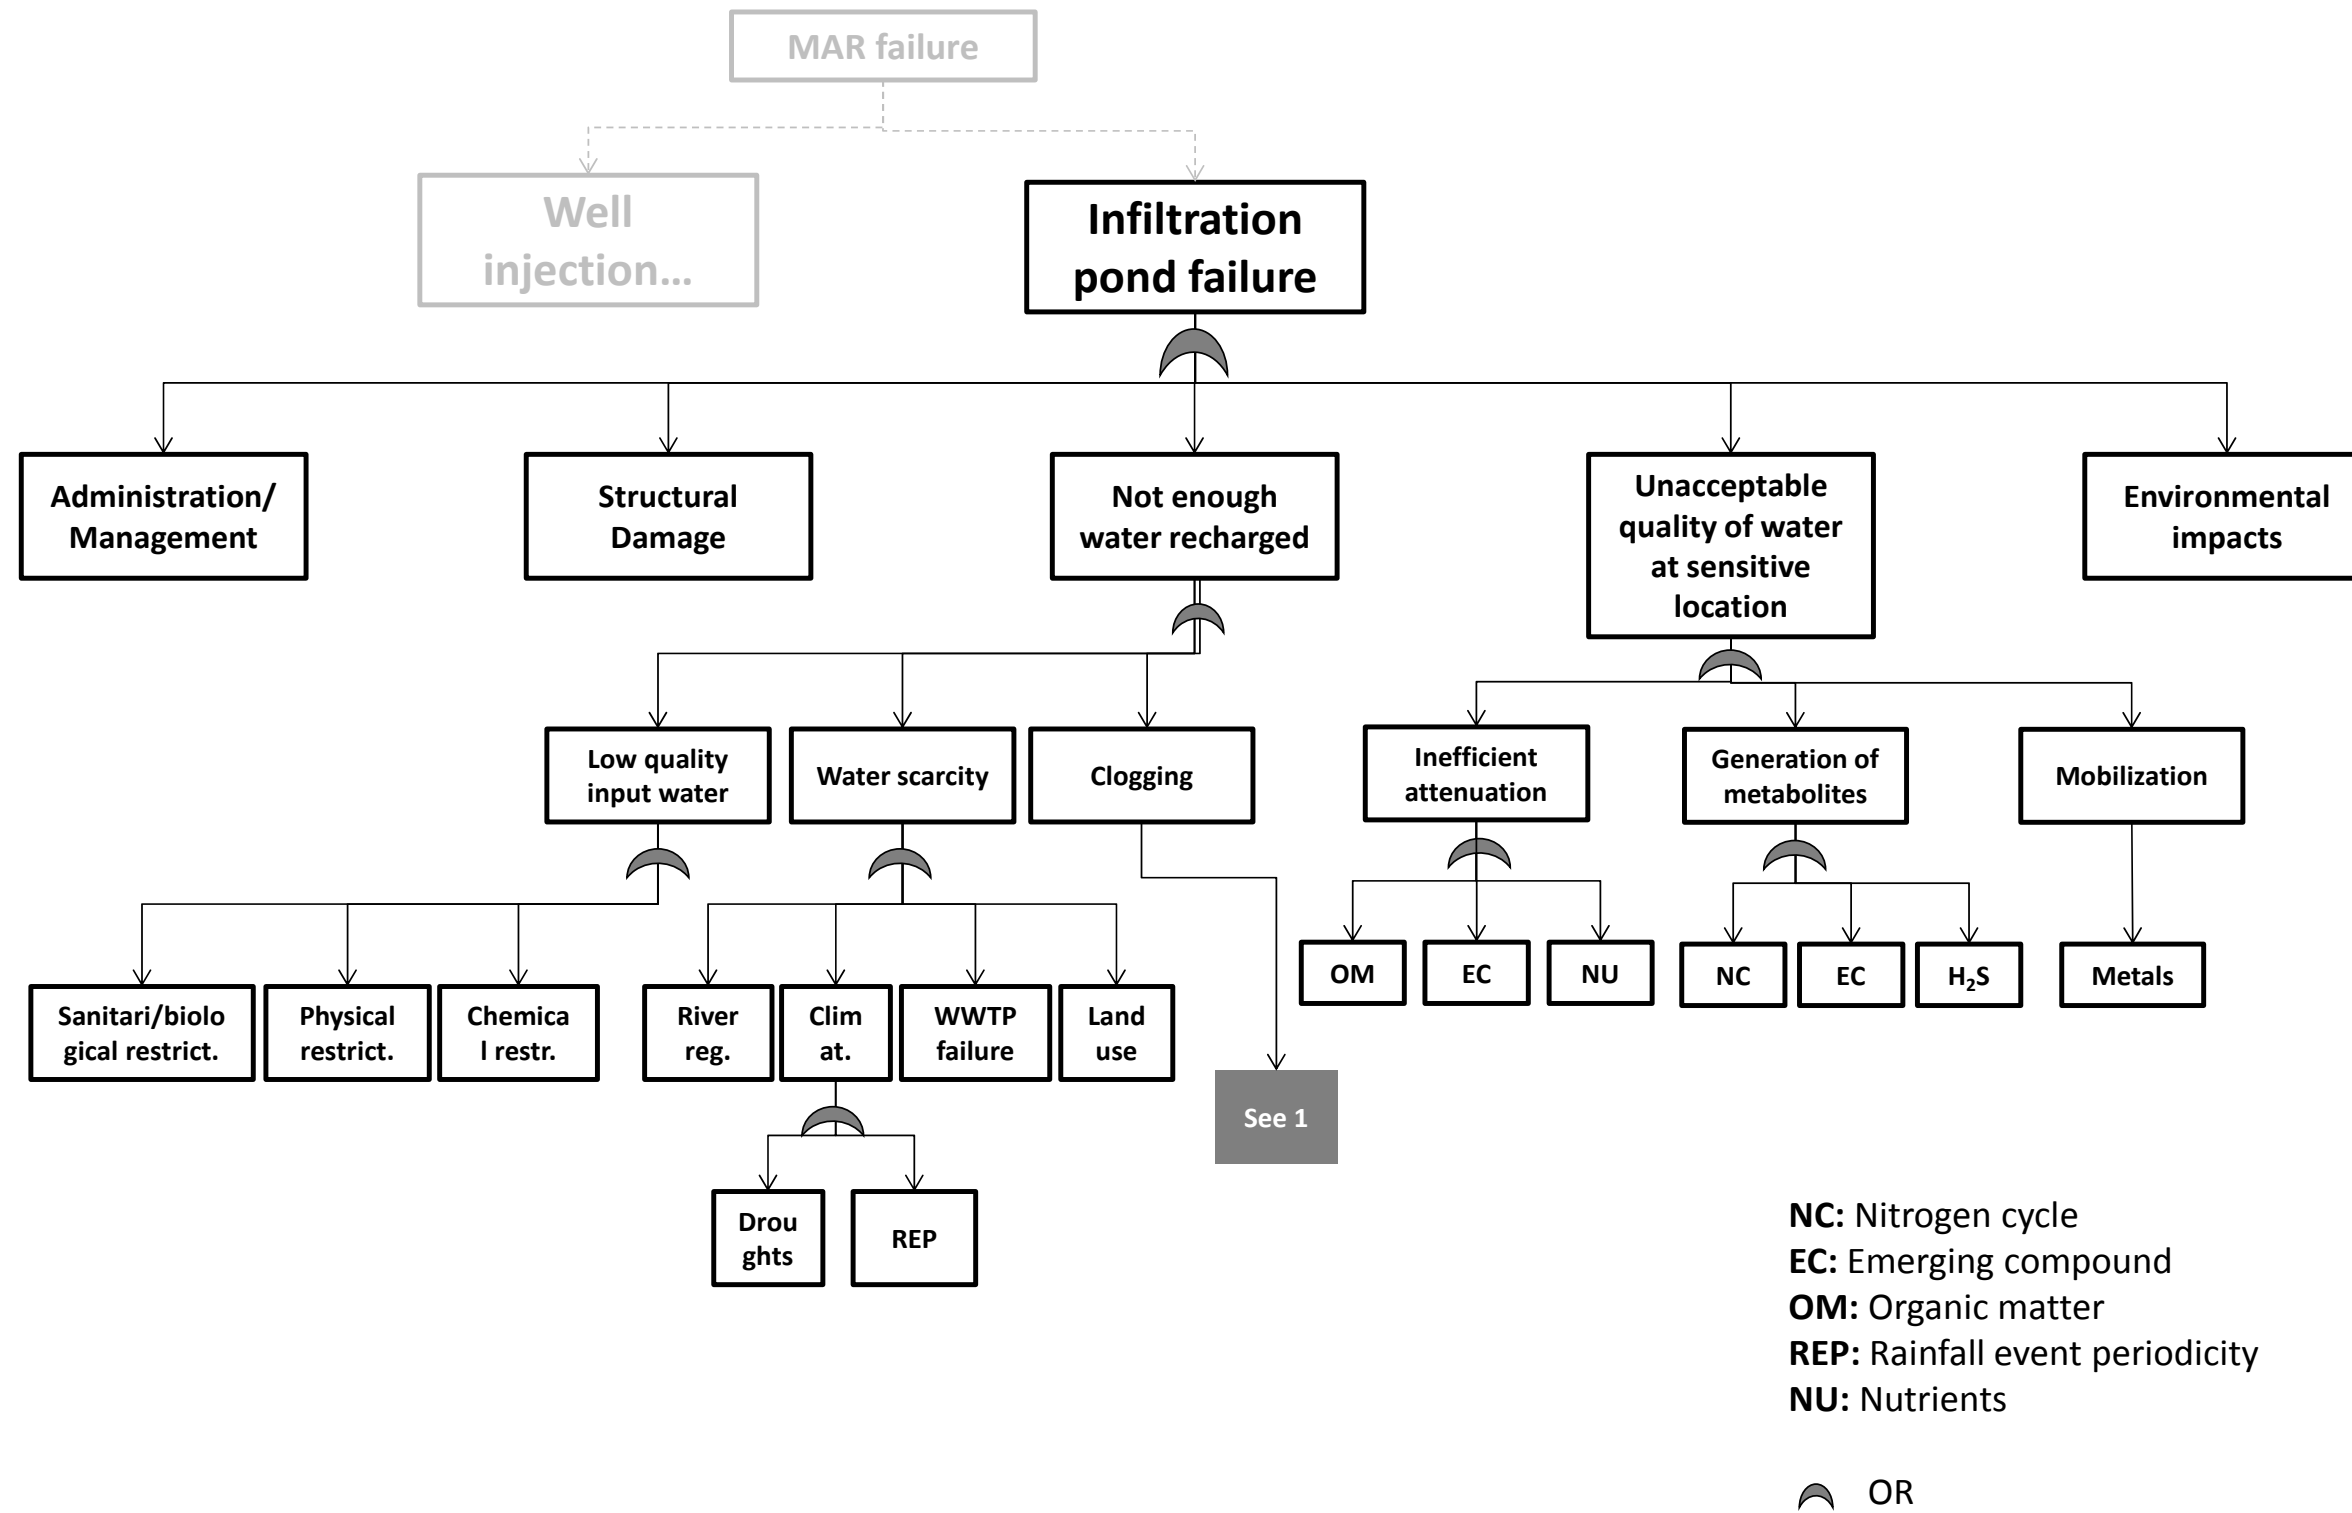 MAR failure
Well
injection...
Infiltration
pond failure
Administration/
Management
Structural
Damage
Not enough
water recharged
Unacceptable
quality of water
at sensitive
location
Environmental
impacts
Low quality
input water
Water scarcity
Clogging
Inefficient
attenuation
Generation of
metabolites
Mobilization
Sanitari/biolo
gical restrict.
Physical
restrict.
Chemica
l restr.
River
reg.
Clim
at.
WWTP
failure
Land
use
OM
EC
NU
NC
EC
H₂S
Metals
See 1
Drou
ghts
REP
NC: Nitrogen cycle
EC: Emerging compound
OM: Organic matter
REP: Rainfall event periodicity
NU: Nutrients
OR